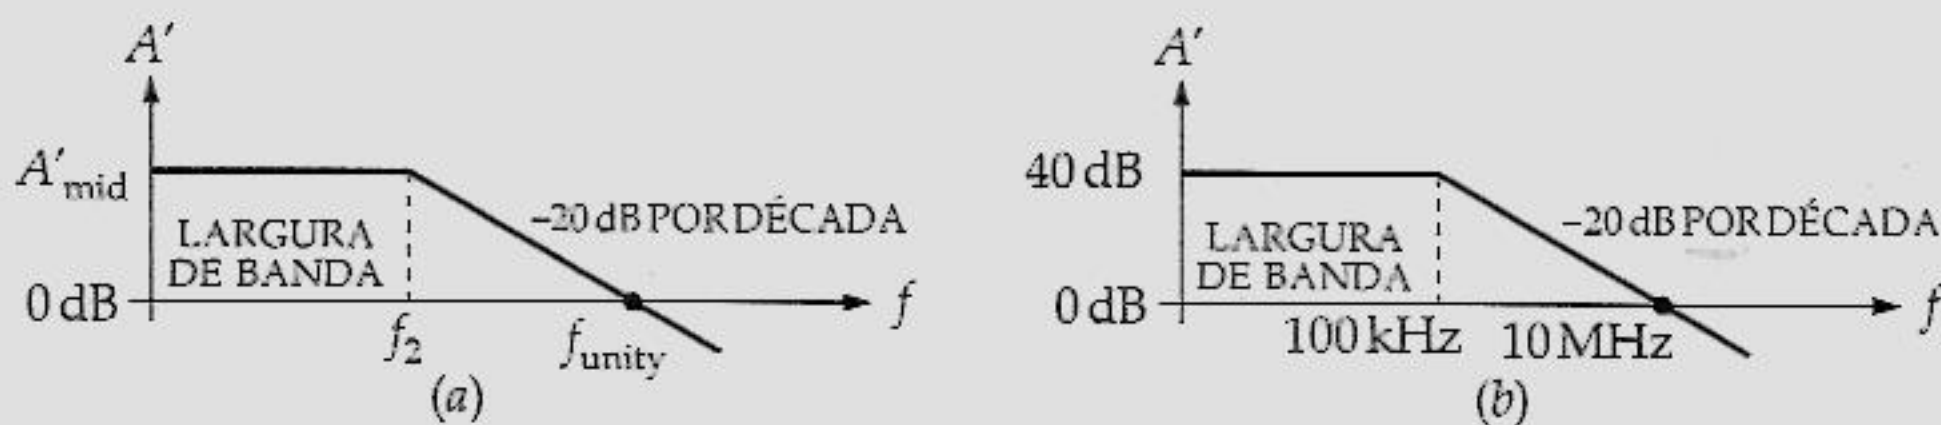 A′
A′mid
LARGURA
DE BANDA
–20 dB POR DÉCADA
0 dB
f2
funity
f
(a)
A′
40 dB
LARGURA
DE BANDA
–20 dB POR DÉCADA
0 dB
100 kHz
10 MHz
f
(b)